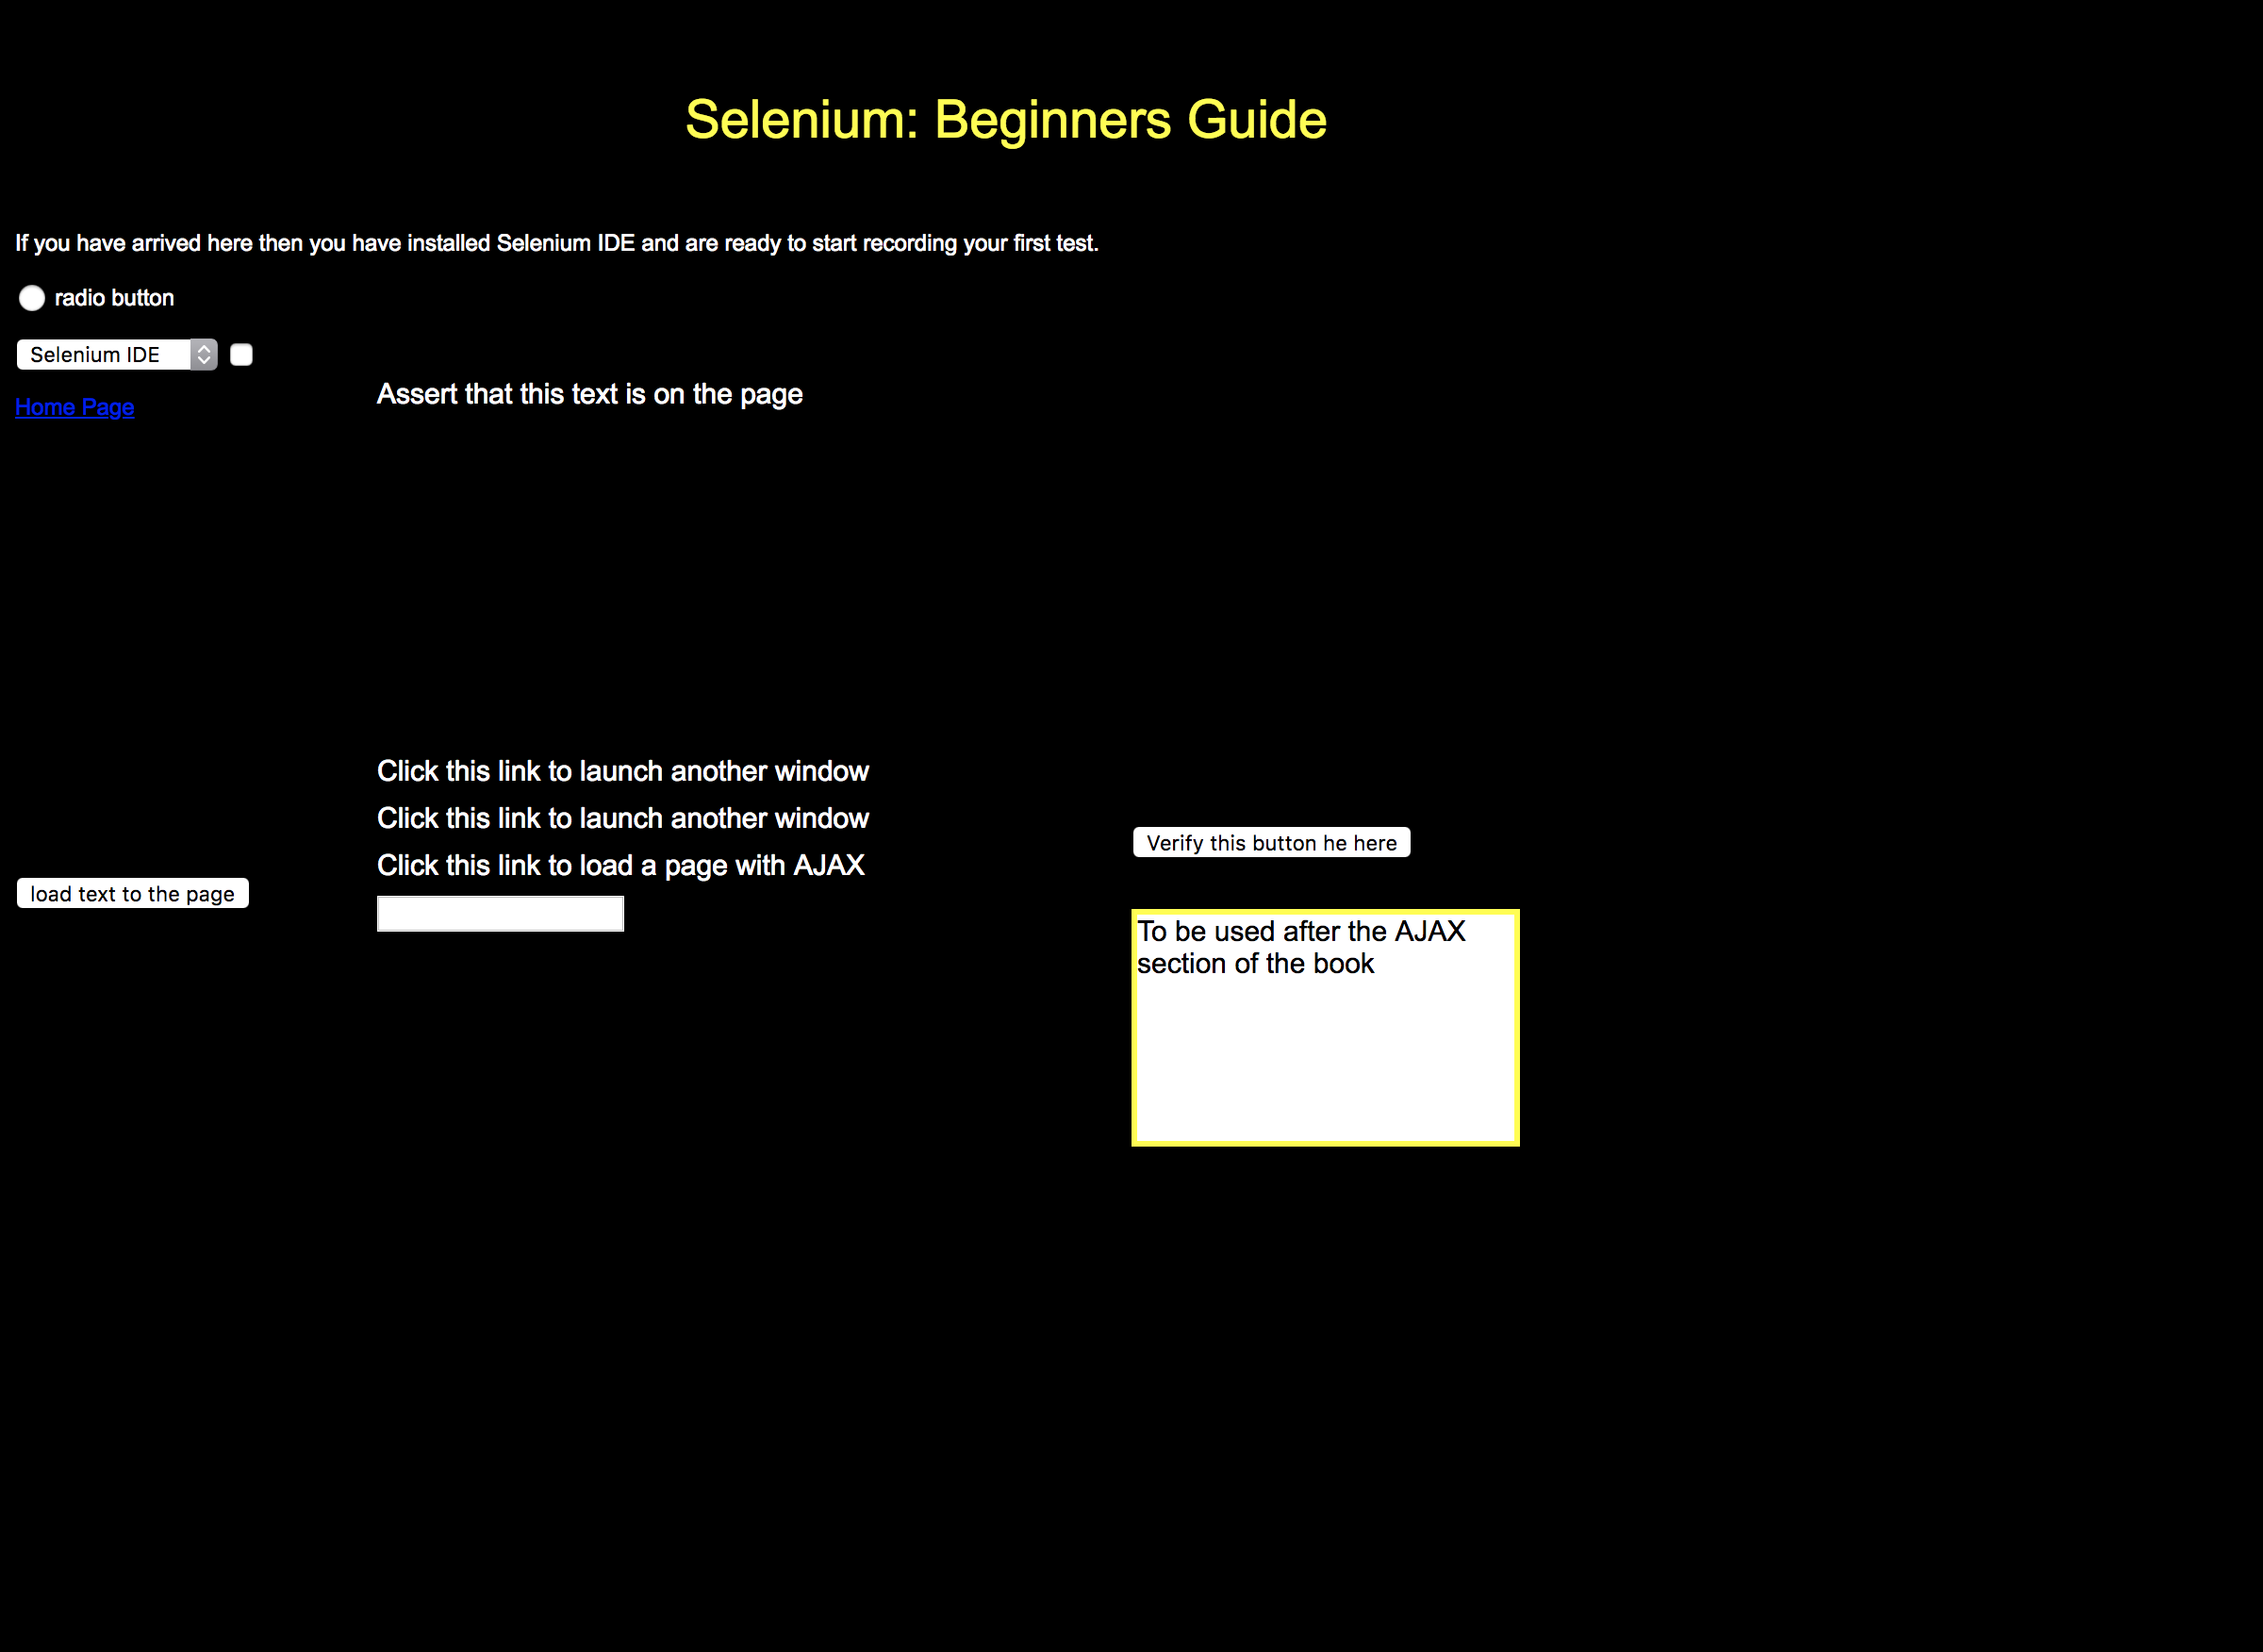 Selenium: Beginners Guide
If you have arrived here then you have installed Selenium IDE and are ready to start recording your first test.
radio button
Selenium IDE
Home Page
Assert that this text is on the page
Click this link to launch another window
Click this link to launch another window
Click this link to load a page with AJAX
Verify this button he here
load text to the page
To be used after the AJAX
section of the book